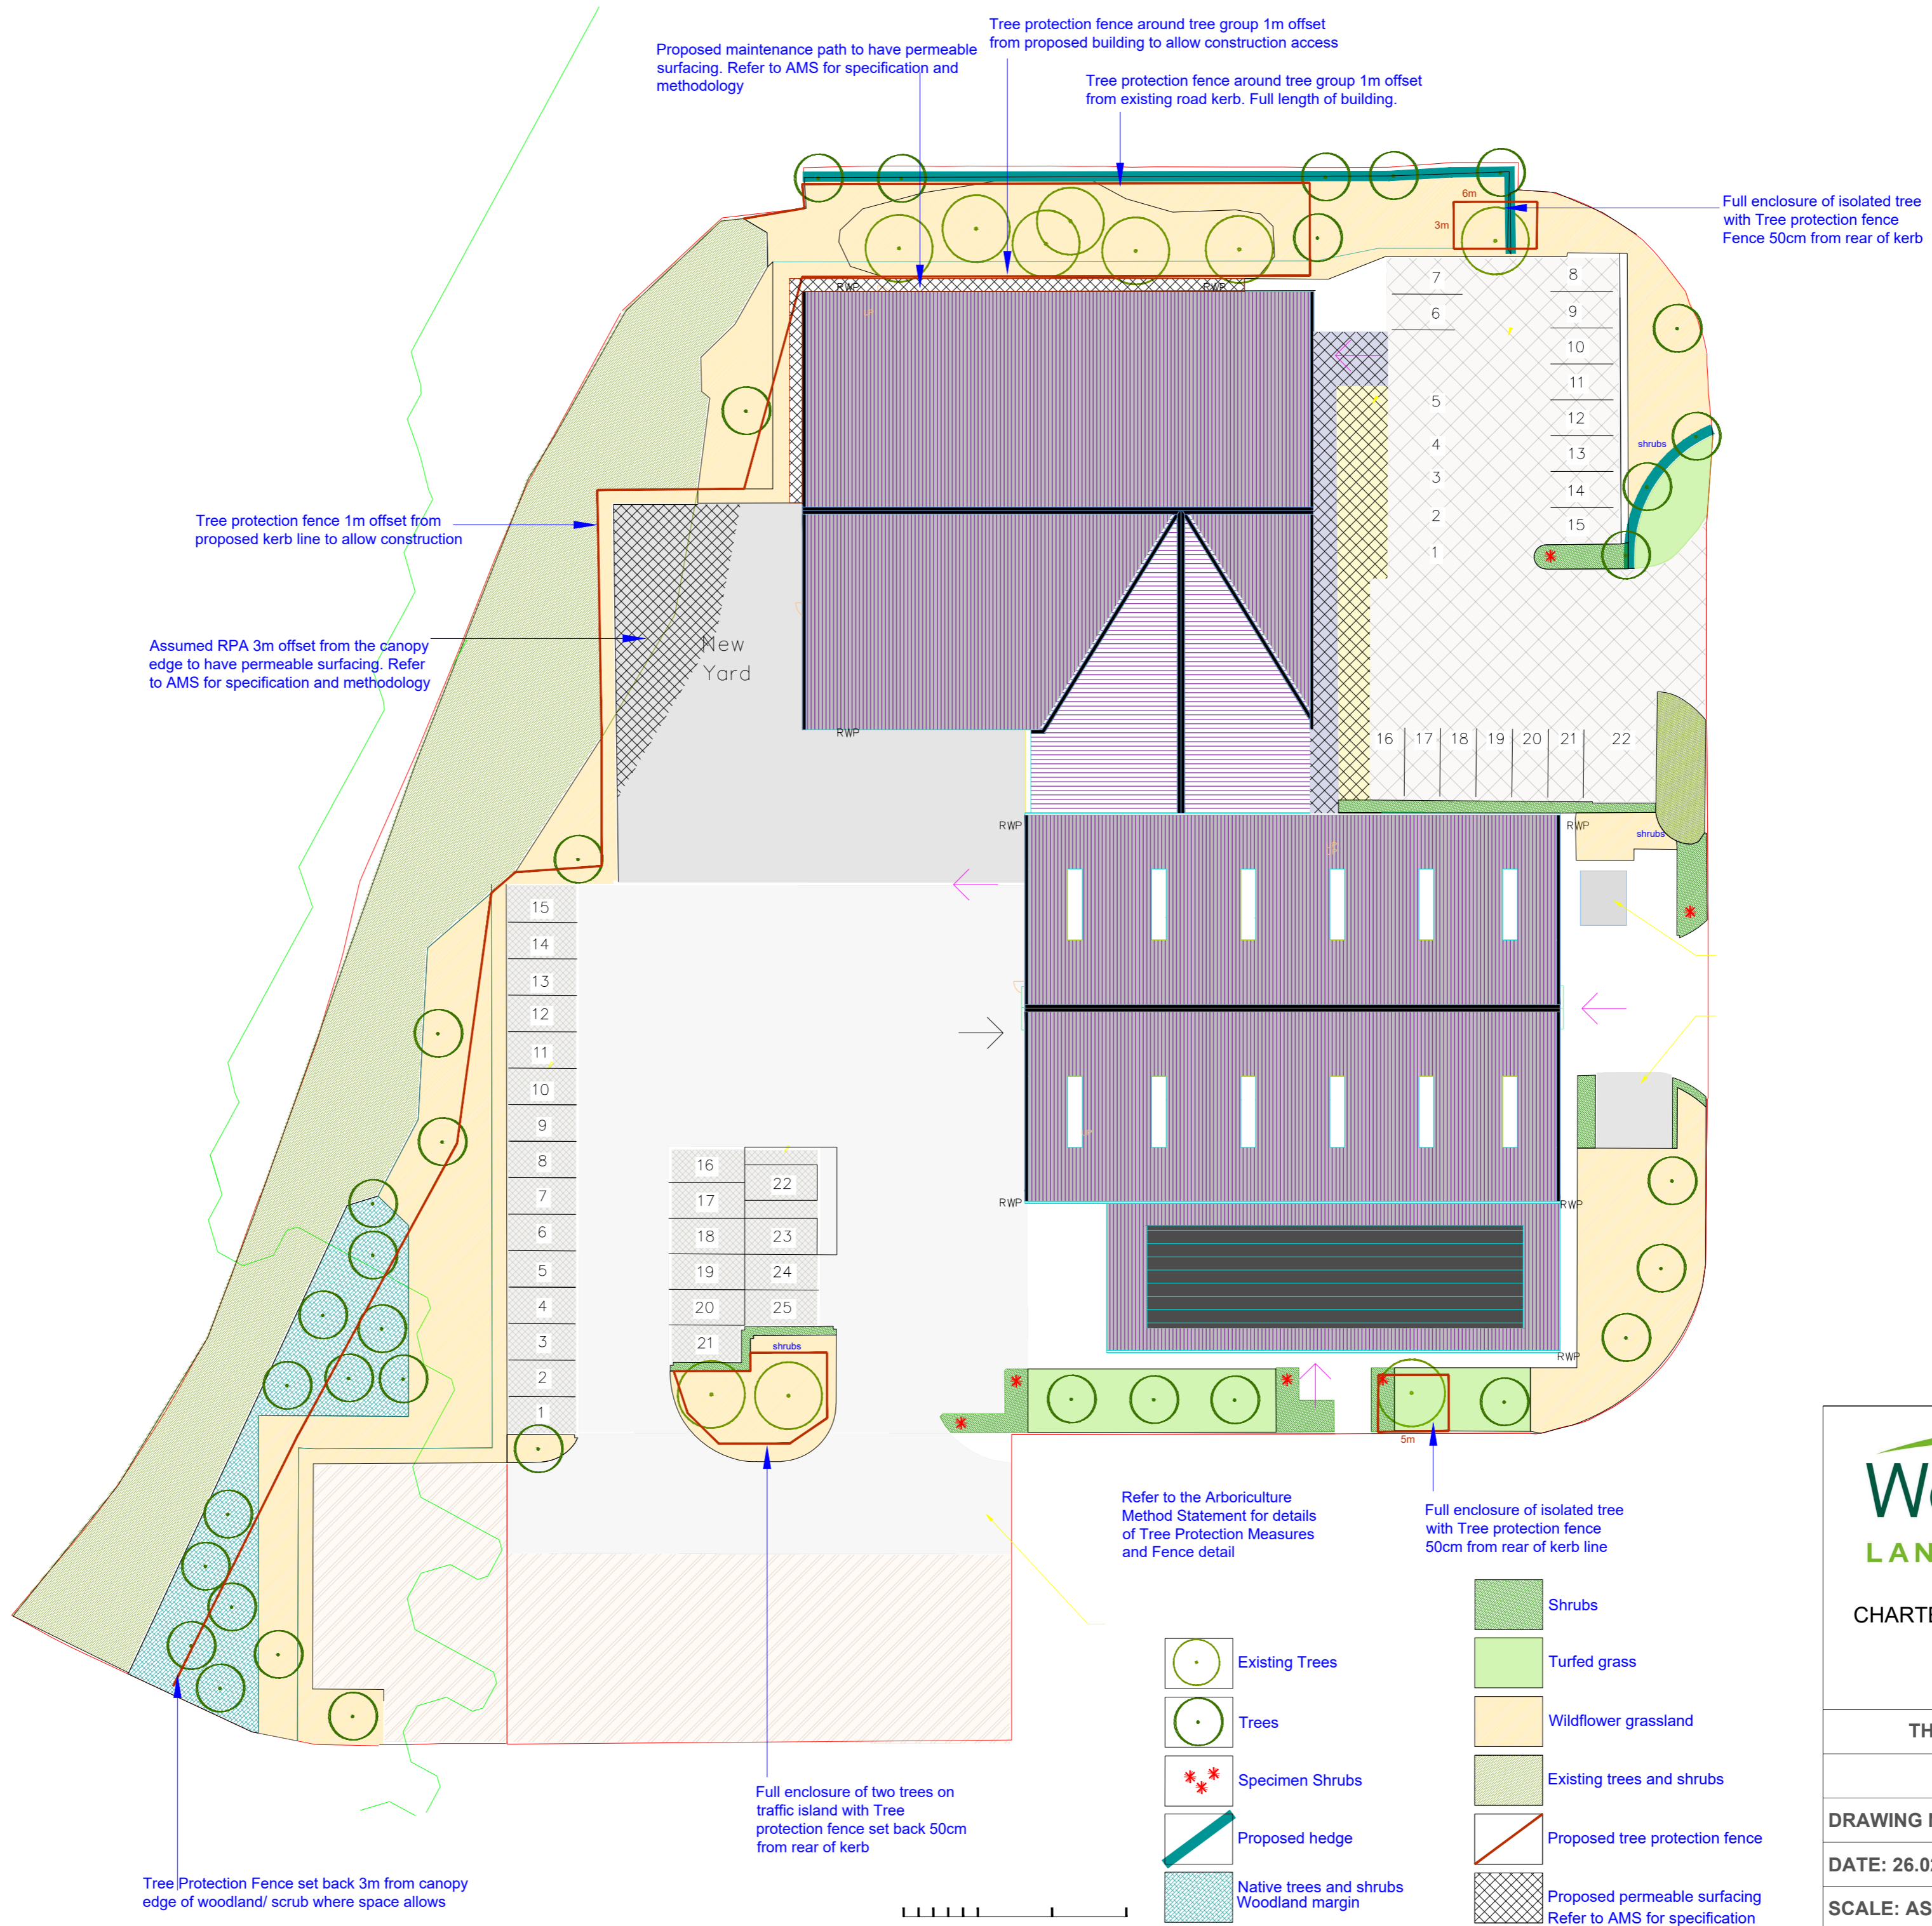 Tree protection fence around tree group 1m offset
from proposed building to allow construction access
Proposed maintenance path to have permeable
surfacing. Refer to AMS for specification and
methodology
Tree protection fence around tree group 1m offset
from existing road kerb. Full length of building.
Full enclosure of isolated tree
with Tree protection fence
Fence 50cm from rear of kerb
6m
3m
RWP
RWP
7
6
5
4
3
2
1
8
9
10
11
12
13
14
15
shrubs
Tree protection fence 1m offset from
proposed kerb line to allow construction
Assumed RPA 3m offset from the canopy
edge to have permeable surfacing. Refer
to AMS for specification and methodology
New
Yard
RWP
16
17
18
19
20
21
22
RWP
RWP
shrubs
15
14
13
12
11
10
9
8
7
6
5
4
3
2
1
16
17
18
19
20
21
22
23
24
25
shrubs
RWP
RWP
RWP
5m
Refer to the Arboriculture
Method Statement for details
of Tree Protection Measures
and Fence detail
Full enclosure of isolated tree
with Tree protection fence
50cm from rear of kerb line
Full enclosure of two trees on
traffic island with Tree
protection fence set back 50cm
from rear of kerb
Tree Protection Fence set back 3m from canopy
edge of woodland/ scrub where space allows
Existing Trees
Trees
Specimen Shrubs
Proposed hedge
Native trees and shrubs
Woodland margin
Shrubs
Turfed grass
Wildflower grassland
Existing trees and shrubs
Proposed tree protection fence
Proposed permeable surfacing
Refer to AMS for specification
LAN
CHARTE
TH
DRAWING
DATE: 26.0
SCALE: AS